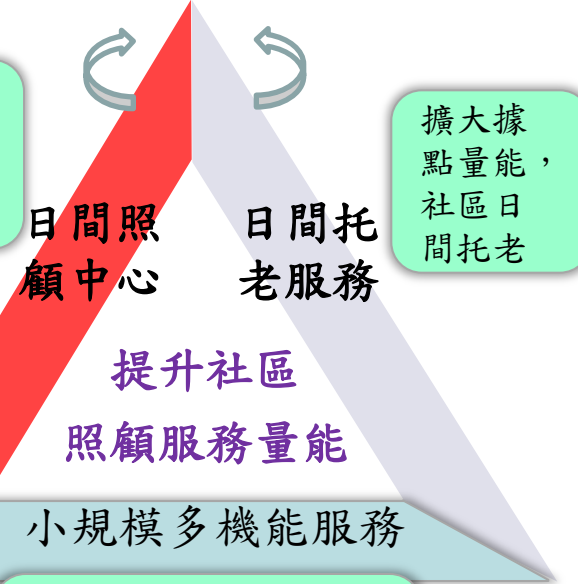 擴大據
點量能，
社區日
間托老
日間照
顧中心
日間托
老服務
提升社區
照顧服務量能
小規模多機能服務